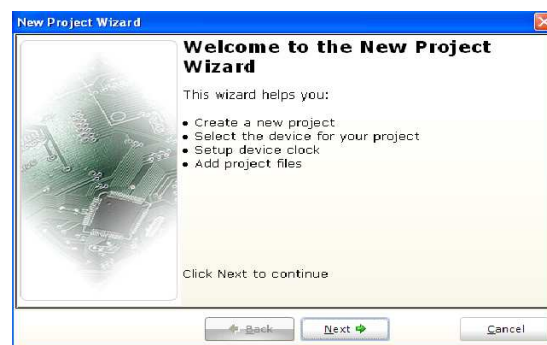 New Project Wizard
Welcome to the New Project
Wizard
This wizard helps you:
• Create a new project
• Select the device for your project
• Setup device clock
• Add project files
Click Next to continue
Back
Next
Cancel